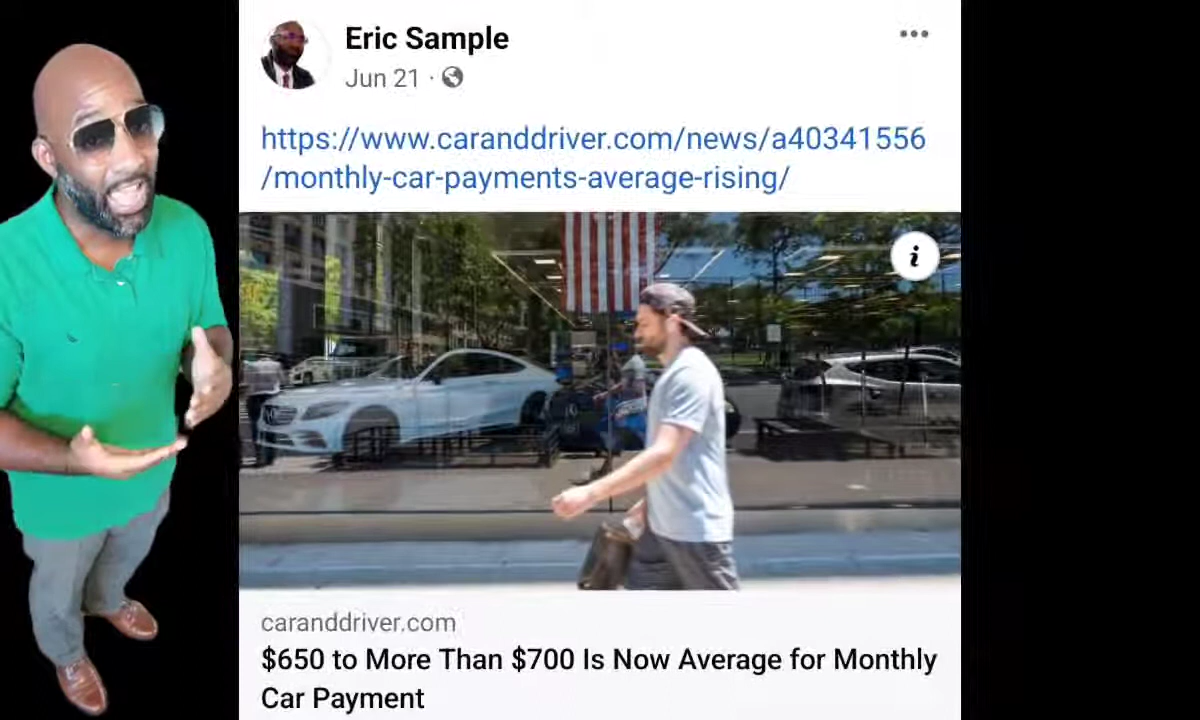 Eric Sample
Jun 21 ·
https://www.caranddriver.com/news/a40341556
/monthly-car-payments-average-rising/
i
caranddriver.com
$650 to More Than $700 Is Now Average for Monthly
Car Payment